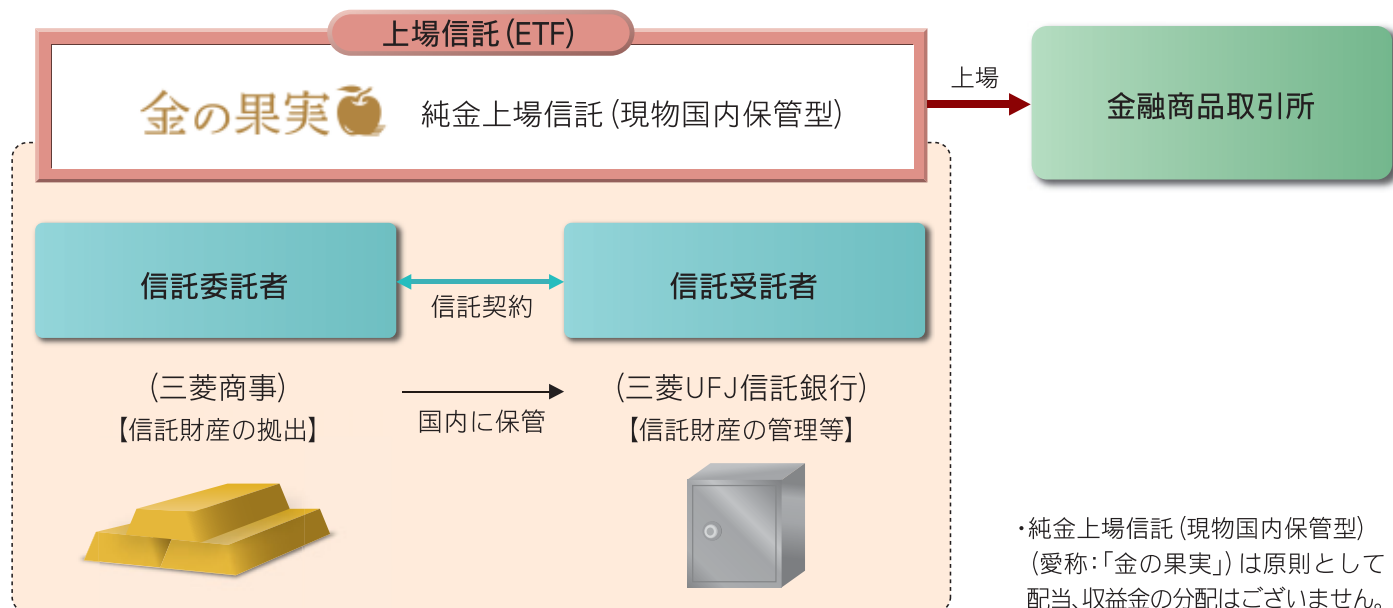 上場信託(ETF)
金の果実
純金上場信託(現物国内保管型)
上場
金融商品取引所
信託委託者
信託契約
信託受託者
(三菱商事)
【信託財産の拠出】
国内に保管
(三菱UFJ信託銀行)
【信託財産の管理等】
・純金上場信託(現物国内保管型)
(愛称:「金の果実」)は原則として
配当、収益金の分配はございません。